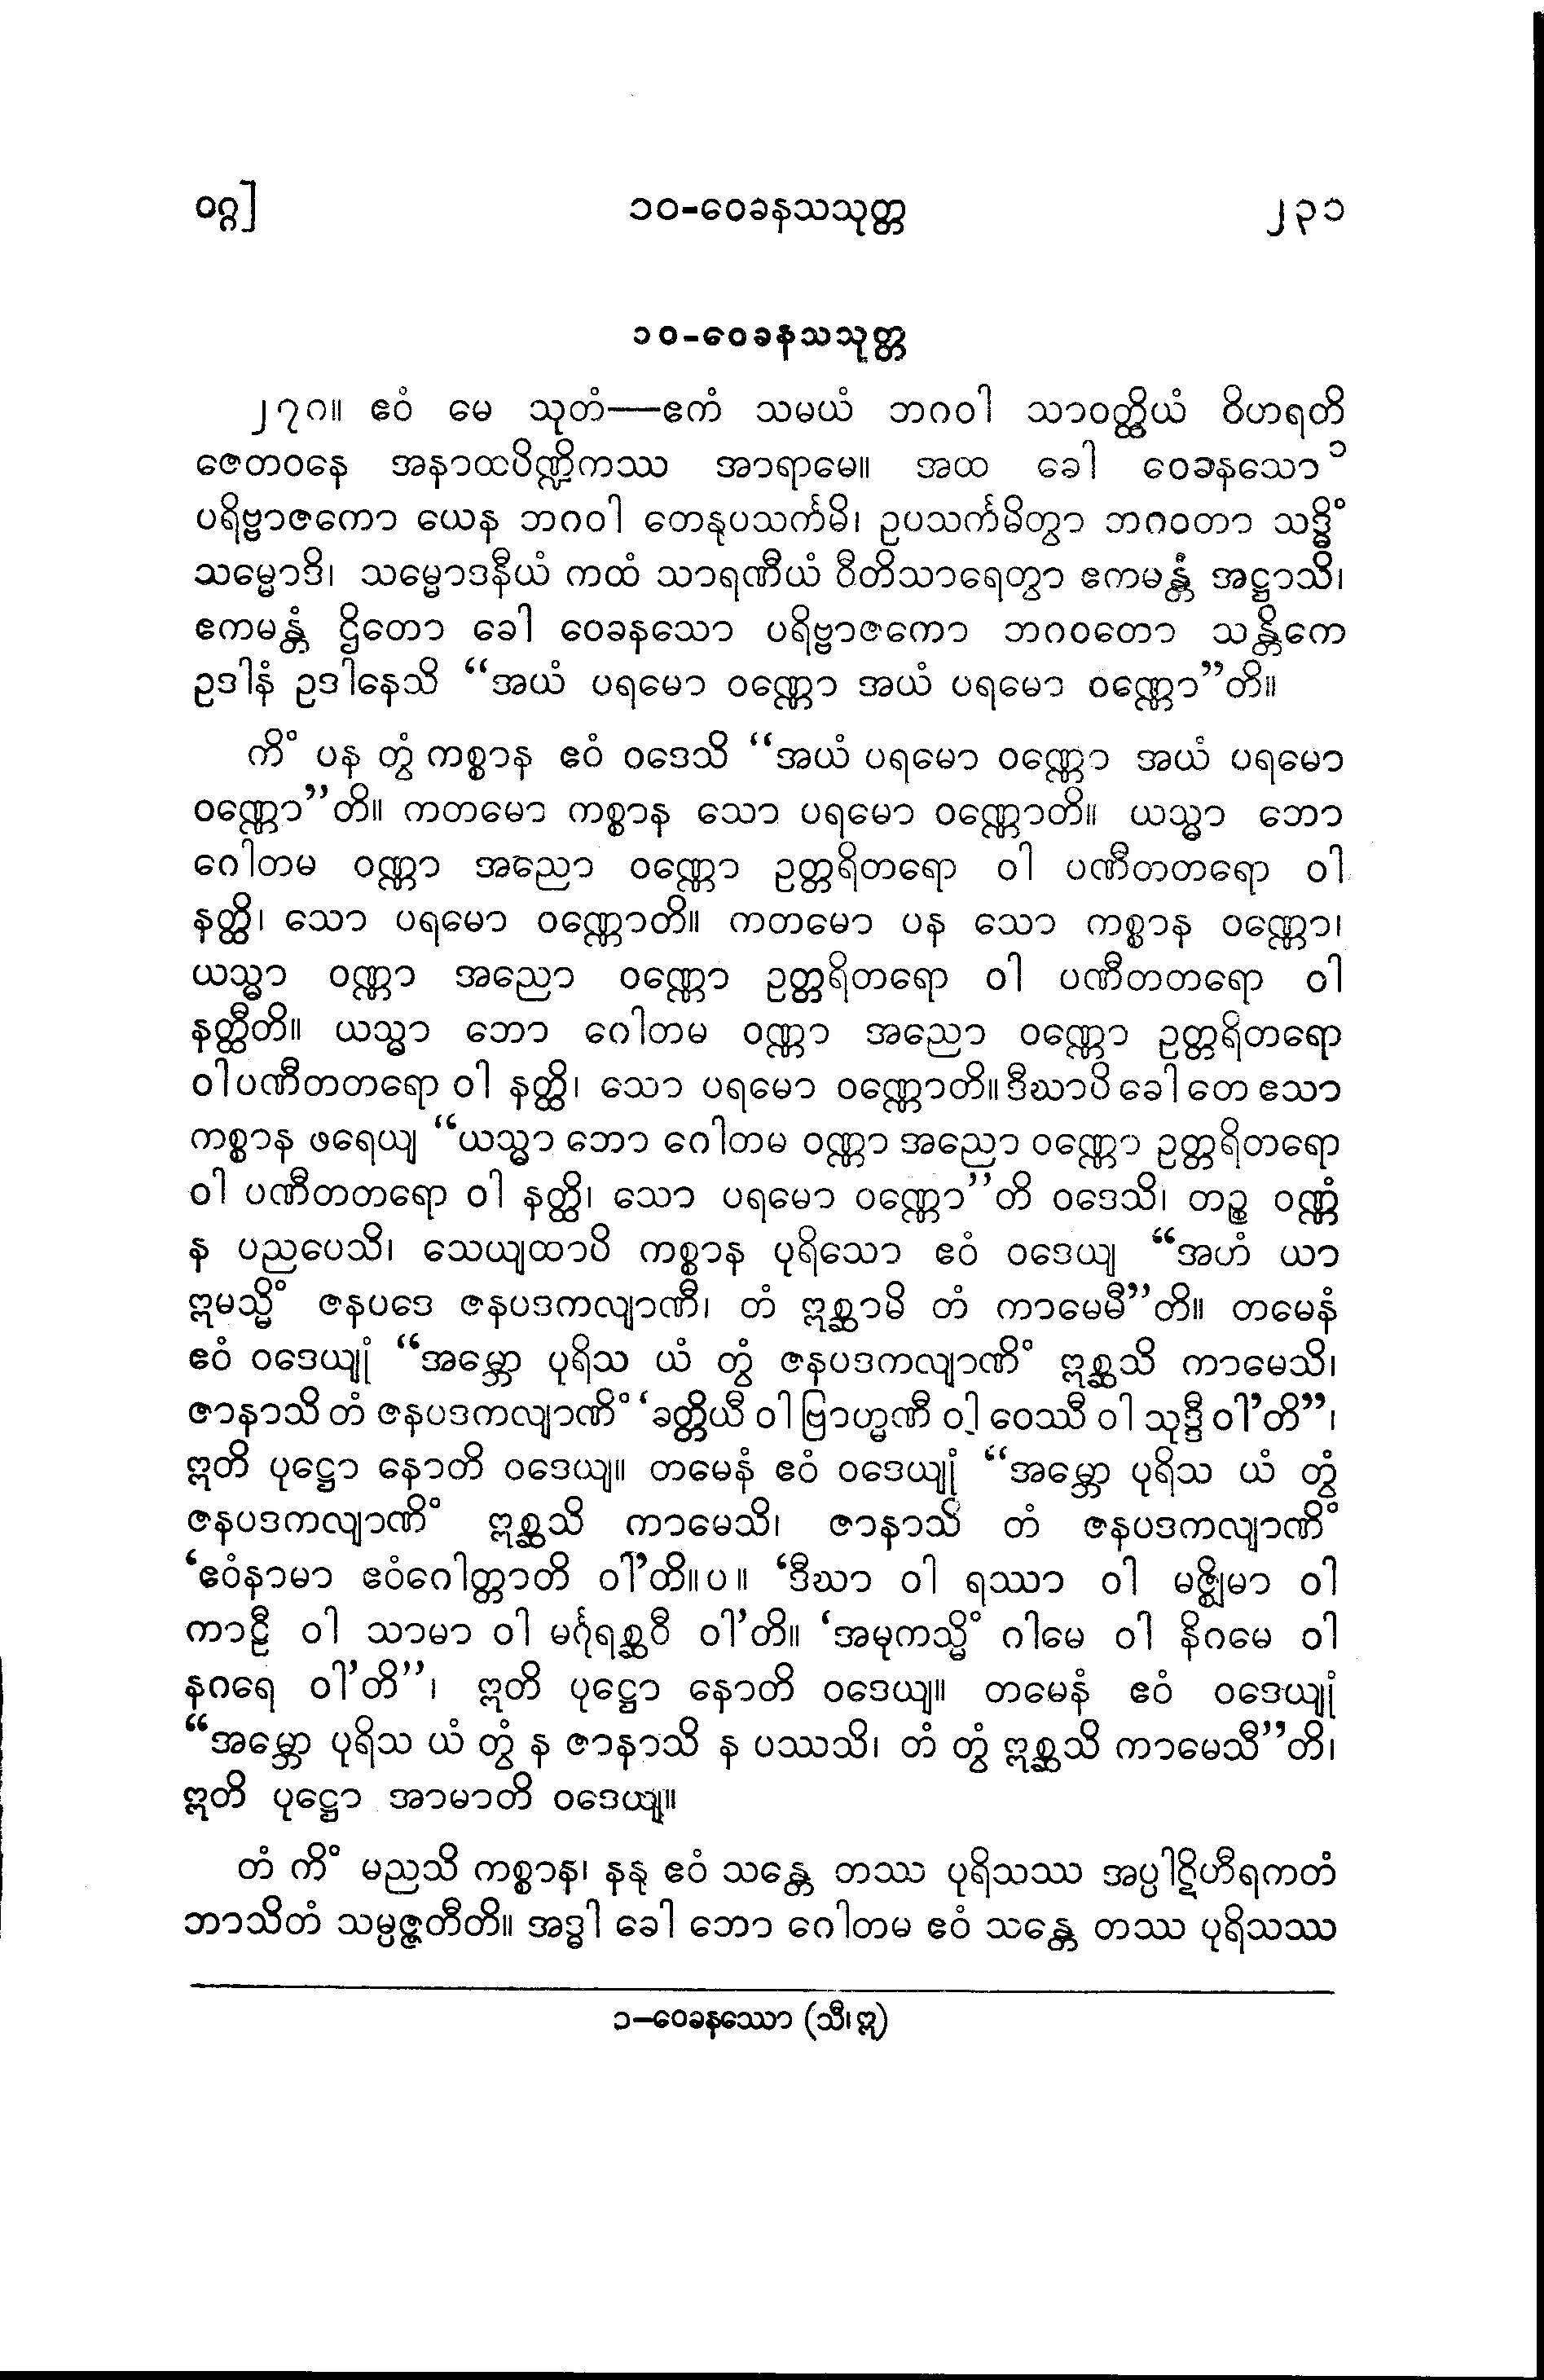 ဝဂ္ဂ]
၁၀-ဝေခနသသုတ္တ
၂၃၁
၁၀-ဝေခနသသုတ္တ
၂၇၈။ ဧဝံ မေ သုတံ—ဧကံ သမယံ ဘဂဝါ သာဝတ္ထိယံ ဝိဟရတိ
ဇေတဝနေ အနာထပိဏ္ဍိကဿ အာရာမေ။ အထ ခေါ ဝေခနသော ၁
ပရိဗ္ဗာဇကော ယေန ဘဂဝါ တေနုပသင်္ကမိ၊ ဥပသင်္ကမိတွာ ဘဂဝတာ သဒ္ဓိံ
သမ္မောဒိ၊ သမ္မောဒနီယံ ကထံ သာရဏီယံ ဝီတိသာရေတွာ ဧကမန္တံ အဋ္ဌာသိ၊
ဧကမန္တံ ဌိတော ခေါ ဝေခနသော ပရိဗ္ဗာဇကော ဘဂဝတော သန္တိကေ
ဥဒါနံ ဥဒါနေသိ “အယံ ပရမော ဝဏ္ဏော အယံ ပရမော ဝဏ္ဏော”တိ။
ကိံ ပန တွံ ကစ္စာန ဧဝံ ဝဒေသိ “အယံ ပရမော ဝဏ္ဏော အယံ ပရမော
ဝဏ္ဏော”တိ။ ကတမော ကစ္စာန သော ပရမော ဝဏ္ဏောတိ။ ယသ္မာ ဘော
ဂေါတမ ဝဏ္ဏာ အညော ဝဏ္ဏော ဥတ္တရိတရော ဝါ ပဏီတတရော ဝါ
နတ္ထိ၊ သော ပရမော ဝဏ္ဏောတိ။ ကတမော ပန သော ကစ္စာန ဝဏ္ဏော၊
ယသ္မာ ဝဏ္ဏာ အညော ဝဏ္ဏော ဥတ္တရိတရော ဝါ ပဏီတတရော ဝါ
နတ္ထီတိ။ ယသ္မာ ဘော ဂေါတမ ဝဏ္ဏာ အညော ဝဏ္ဏော ဥတ္တရိတရော
ဝါ ပဏီတတရော ဝါ နတ္ထိ၊ သော ပရမော ဝဏ္ဏောတိ။ ဒီဃာပိ ခေါ တေ ဧသာ
ကစ္စာန ဖရေယျ “ယသ္မာ ဘော ဂေါတမ ဝဏ္ဏာ အညော ဝဏ္ဏော ဥတ္တရိတရော
ဝါ ပဏီတတရော ဝါ နတ္ထိ၊ သော ပရမော ဝဏ္ဏော”တိ ဝဒေသိ၊ တဉ္စ ဝဏ္ဏံ
န ပညပေသိ၊ သေယျထာပိ ကစ္စာန ပုရိသော ဧဝံ ဝဒေယျ “အဟံ ယာ
ဣမသ္မိံ ဇနပဒေ ဇနပဒကလျာဏီ၊ တံ ဣစ္ဆာမိ တံ ကာမေမီ”တိ။ တမေနံ
ဧဝံ ဝဒေယျုံ “အမ္ဘော ပုရိသ ယံ တွံ ဇနပဒကလျာဏိံ ဣစ္ဆသိ ကာမေသိ၊
ဇာနာသိ တံ ဇနပဒကလျာဏိံ ‘ခတ္တိယီ ဝါ ဗြာဟ္မဏီ ဝါ ဝေဿီ ဝါ သုဒ္ဒီ ဝါ’တိ”၊
ဣတိ ပုဋ္ဌော နောတိ ဝဒေယျ။ တမေနံ ဧဝံ ဝဒေယျုံ “အမ္ဘော ပုရိသ ယံ တွံ
ဇနပဒကလျာဏိံ ဣစ္ဆသိ ကာမေသိ၊ ဇာနာသိ တံ ဇနပဒကလျာဏိံ
‘ဧဝံနာမာ ဧဝံဂေါတ္တာတိ ဝါ’တိ။ပ။ ‘ဒီဃာ ဝါ ရဿာ ဝါ မဇ္ဈိမာ ဝါ
ကာဠီ ဝါ သာမာ ဝါ မင်္ဂုရစ္ဆဝီ ဝါ’တိ။ ‘အမုကသ္မိံ ဂါမေ ဝါ နိဂမေ ဝါ
နဂရေ ဝါ’တိ”၊ ဣတိ ပုဋ္ဌော နောတိ ဝဒေယျ။ တမေနံ ဧဝံ ဝဒေယျုံ
“အမ္ဘော ပုရိသ ယံ တွံ န ဇာနာသိ န ပဿသိ၊ တံ တွံ ဣစ္ဆသိ ကာမေသီ”တိ၊
ဣတိ ပုဋ္ဌော အာမာတိ ဝဒေယျ။
တံ ကိံ မညသိ ကစ္စာန၊ နနု ဧဝံ သန္တေ တဿ ပုရိသဿ အပ္ပါဋိဟီရကတံ
ဘာသိတံ သမ္ပဇ္ဇတီတိ။ အဒ္ဓါ ခေါ ဘော ဂေါတမ ဧဝံ သန္တေ တဿ ပုရိသဿ
၁—ဝေခနဿော (သီ၊ ဣ)